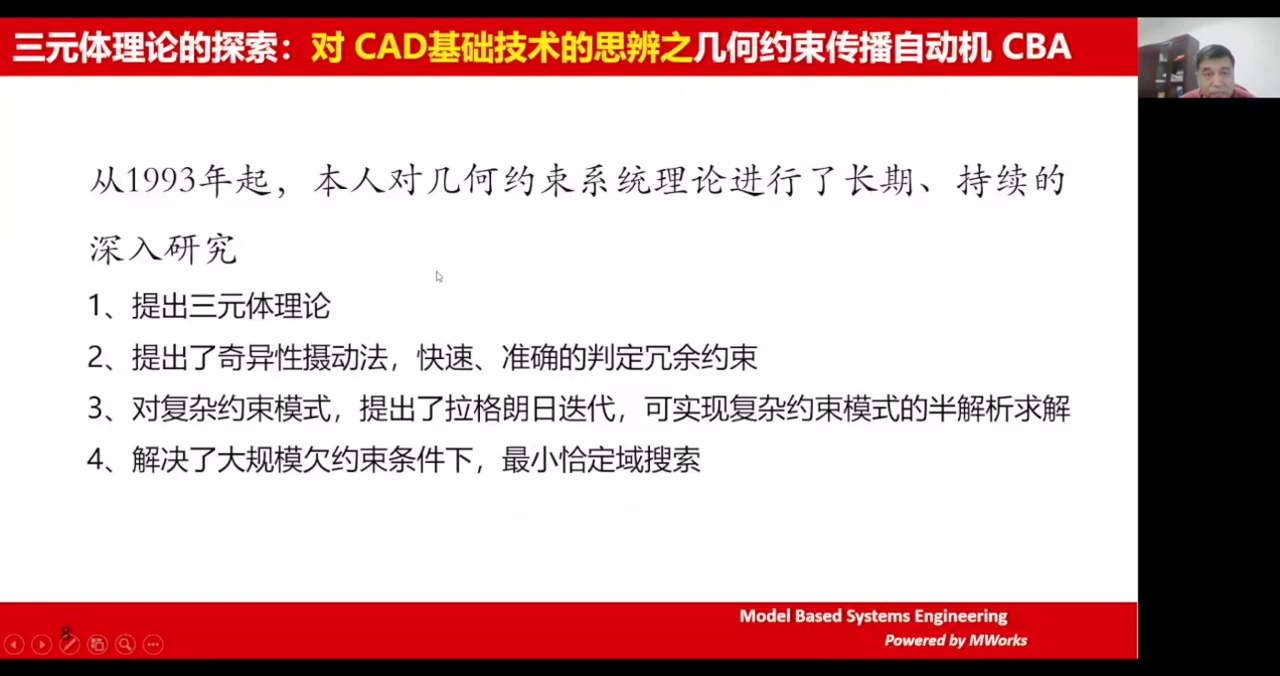 三元体理论的探索：对 CAD基础技术的思辨之几何约束传播自动机 CBA
从1993年起，本人对几何约束系统理论进行了长期、持续的
深入研究
1、提出三元体理论
2、提出了奇异性摄动法，快速、准确的判定冗余约束
3、对复杂约束模式，提出了拉格朗日迭代，可实现复杂约束模式的半解析求解
4、解决了大规模欠约束条件下，最小恰定域搜索
Model Based Systems Engineering
Powered by MWorks
8